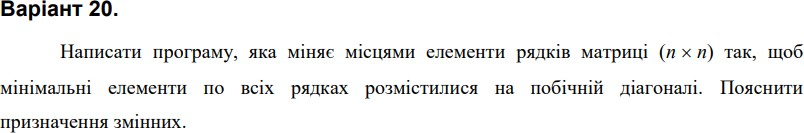 Варіант 20.
Написати програму, яка міняє місцями елементи рядків матриці (n × n) так, щоб
мінімальні елементи по всіх рядках розмістилися на побічній діагоналі. Пояснити
призначення змінних.